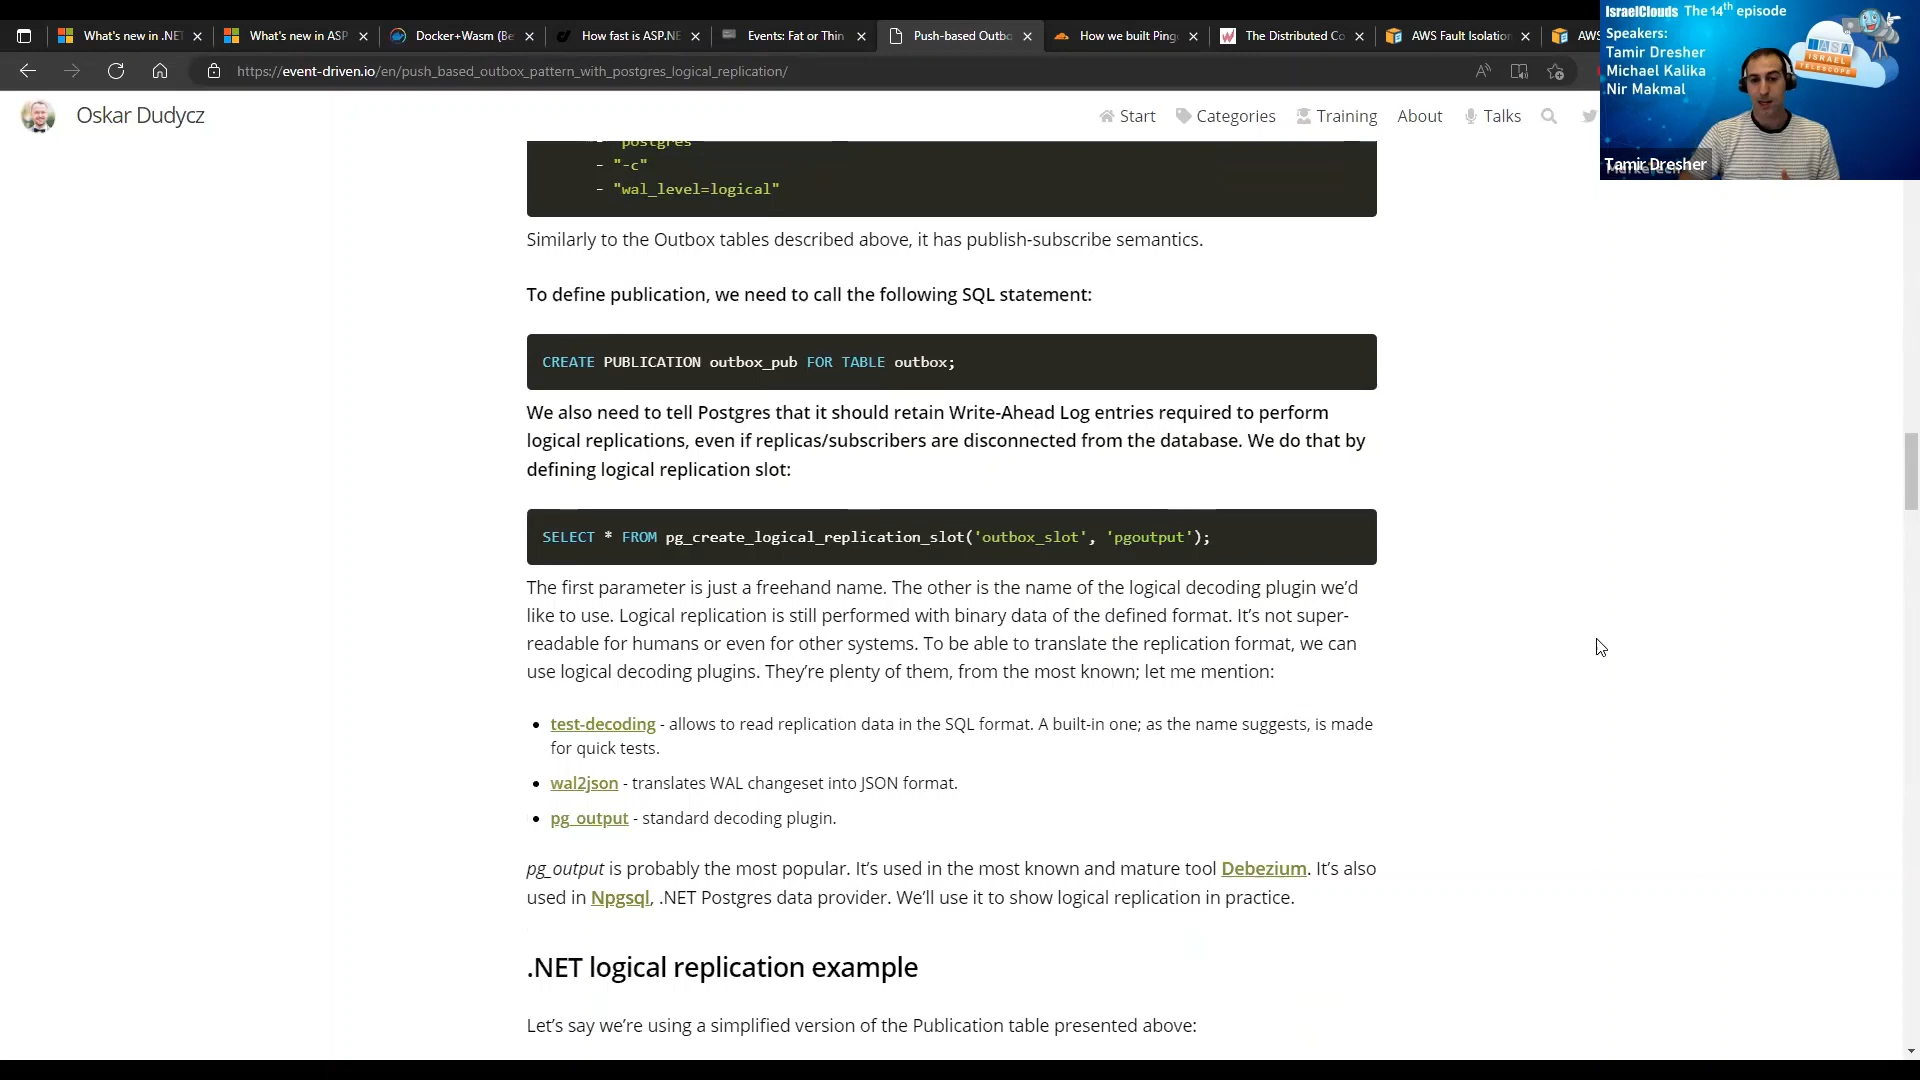 What's new in .NET
What's new in ASP
Docker+Wasm (Be
How fast is ASP.NE
Events: Fat or Thin
Push-based Outbo
How we built Ping
The Distributed Co
AWS Fault Isolation
AWS
https://event-driven.io/en/push_based_outbox_pattern_with_postgres_logical_replication/
IsraelClouds The 14th episode
Speakers:
Tamir Dresher
Michael Kalika
Nir Makmal
IASA
ISRAEL
TELESCOPE
Tamir Dresher
Oskar Dudycz
Start
Categories
Training
About
Talks
postgres
- "-c"
- "wal_level=logical"
Similarly to the Outbox tables described above, it has publish-subscribe semantics.
To define publication, we need to call the following SQL statement:
CREATE PUBLICATION outbox_pub FOR TABLE outbox;
We also need to tell Postgres that it should retain Write-Ahead Log entries required to perform
logical replications, even if replicas/subscribers are disconnected from the database. We do that by
defining logical replication slot:
SELECT * FROM pg_create_logical_replication_slot('outbox_slot', 'pgoutput');
The first parameter is just a freehand name. The other is the name of the logical decoding plugin we’d
like to use. Logical replication is still performed with binary data of the defined format. It’s not super-
readable for humans or even for other systems. To be able to translate the replication format, we can
use logical decoding plugins. They’re plenty of them, from the most known; let me mention:
• test-decoding - allows to read replication data in the SQL format. A built-in one; as the name suggests, is made
for quick tests.
• wal2json - translates WAL changeset into JSON format.
• pg_output - standard decoding plugin.
pg_output is probably the most popular. It’s used in the most known and mature tool Debezium. It’s also
used in Npgsql, .NET Postgres data provider. We’ll use it to show logical replication in practice.
.NET logical replication example
Let’s say we’re using a simplified version of the Publication table presented above: